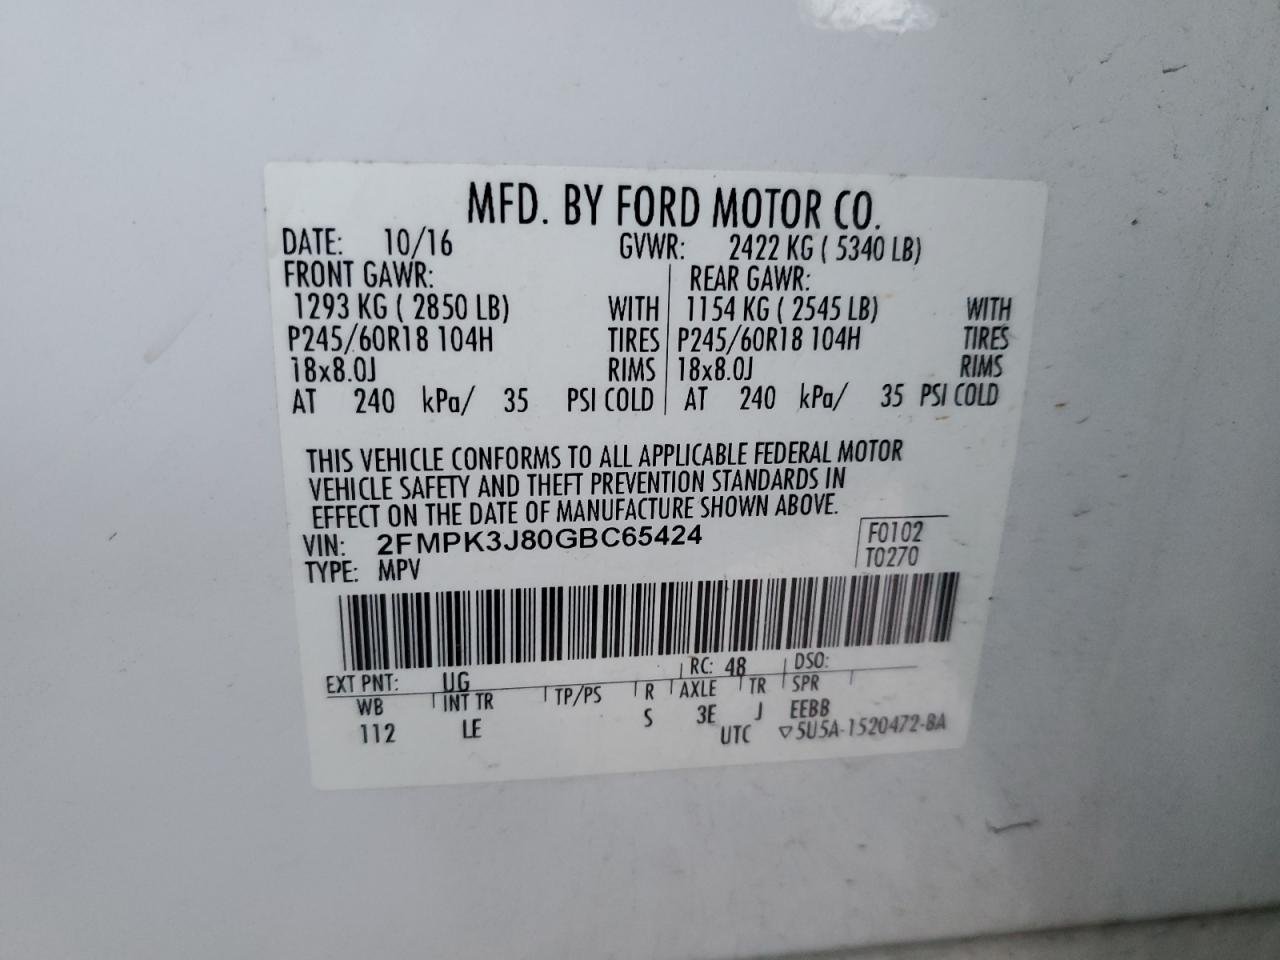 MFD. BY FORD MOTOR CO.
DATE: 10/16 GVWR: 2422 KG ( 5340 LB)
FRONT GAWR: REAR GAWR:
1293 KG ( 2850 LB) WITH 1154 KG ( 2545 LB) WITH
P245/60R18 104H TIRES P245/60R18 104H TIRES
18x8.0J RIMS 18x8.0J RIMS
AT 240 kPa/ 35 PSI COLD AT 240 kPa/ 35 PSI COLD
THIS VEHICLE CONFORMS TO ALL APPLICABLE FEDERAL MOTOR
VEHICLE SAFETY AND THEFT PREVENTION STANDARDS IN
EFFECT ON THE DATE OF MANUFACTURE SHOWN ABOVE.
VIN: 2FMPK3J80GBC65424 F0102
TYPE: MPV T0270
EXT PNT: UG RC: 48 DSO:
WB INT TR TP/PS R AXLE TR SPR
112 LE S 3E J EEBB
UTC ▽5U5A-1520472-BA